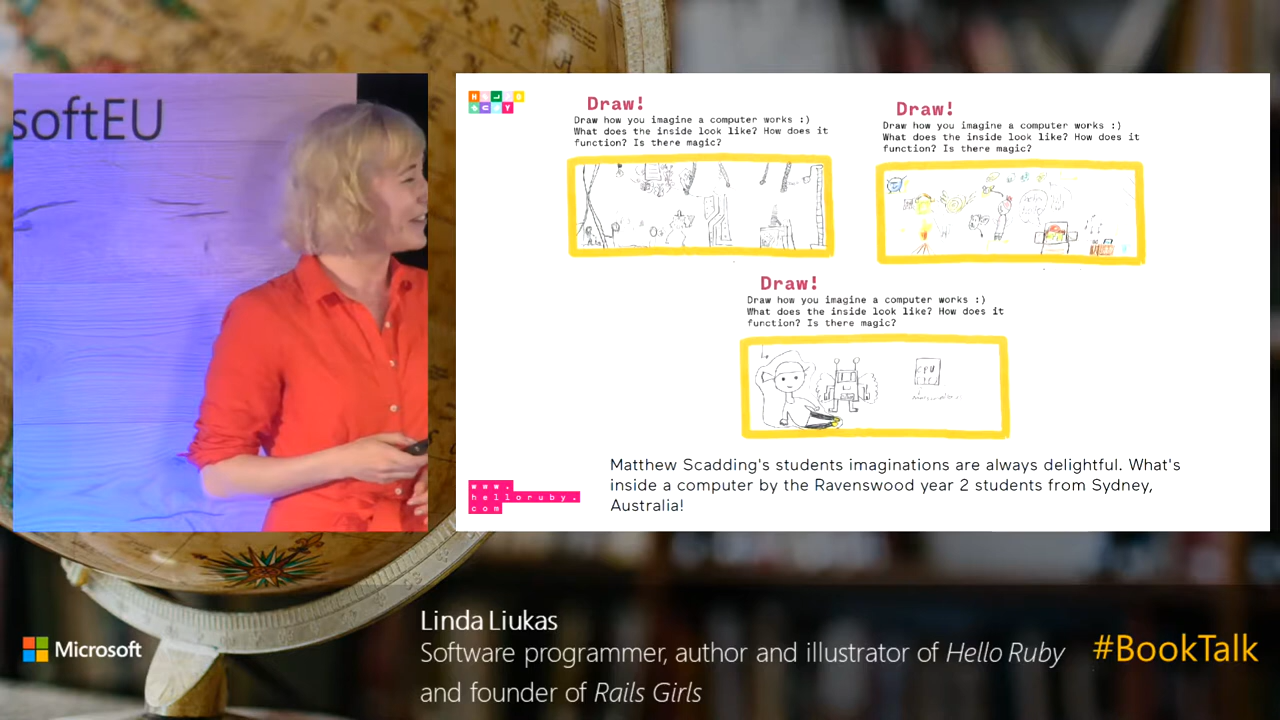 softEU
HELLO
RUBY
Draw!
Draw how you imagine a computer works :)
What does the inside look like? How does it
function? Is there magic?
Draw!
Draw how you imagine a computer works :)
What does the inside look like? How does it
function? Is there magic?
Draw!
Draw how you imagine a computer works :)
What does the inside look like? How does it
function? Is there magic?
CPU
Matthew Scadding's students imaginations are always delightful. What's
inside a computer by the Ravenswood year 2 students from Sydney,
Australia!
www.
helloruby.
com
Microsoft
Linda Liukas
Software programmer, author and illustrator of Hello Ruby
and founder of Rails Girls
#BookTalk